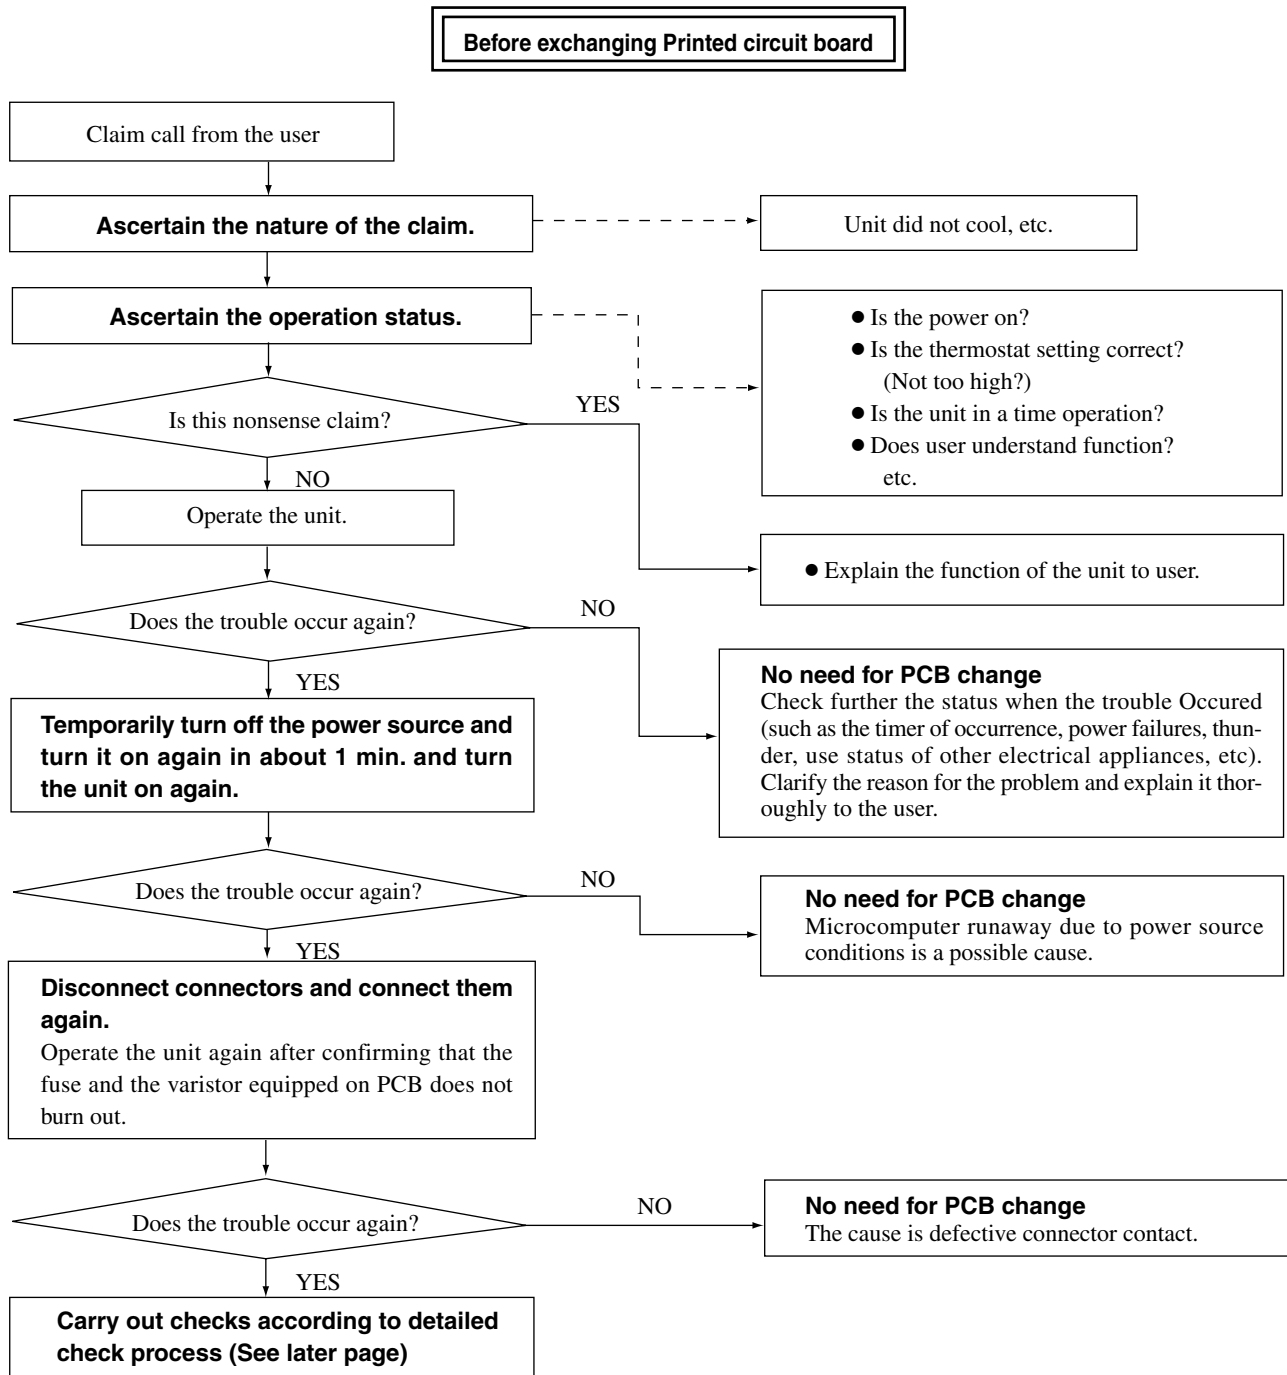 Before exchanging Printed circuit board
Claim call from the user
Ascertain the nature of the claim.
Unit did not cool, etc.
Ascertain the operation status.
● Is the power on?
● Is the thermostat setting correct?
(Not too high?)
● Is the unit in a time operation?
● Does user understand function?
etc.
Is this nonsense claim?
YES
NO
Operate the unit.
● Explain the function of the unit to user.
Does the trouble occur again?
NO
YES
No need for PCB change
Check further the status when the trouble Occured
(such as the timer of occurrence, power failures, thun-
der, use status of other electrical appliances, etc).
Clarify the reason for the problem and explain it thor-
oughly to the user.
Temporarily turn off the power source and
turn it on again in about 1 min. and turn
the unit on again.
Does the trouble occur again?
NO
YES
No need for PCB change
Microcomputer runaway due to power source
conditions is a possible cause.
Disconnect connectors and connect them
again.
Operate the unit again after confirming that the
fuse and the varistor equipped on PCB does not
burn out.
Does the trouble occur again?
NO
YES
No need for PCB change
The cause is defective connector contact.
Carry out checks according to detailed
check process (See later page)